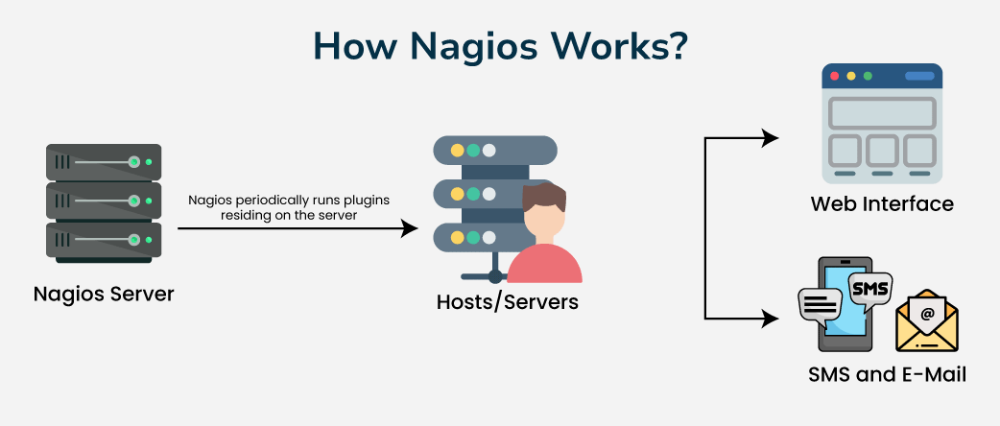 How Nagios Works?
Nagios periodically runs plugins
residing on the server
Nagios Server
Hosts/Servers
Web Interface
SMS
@
SMS and E-Mail